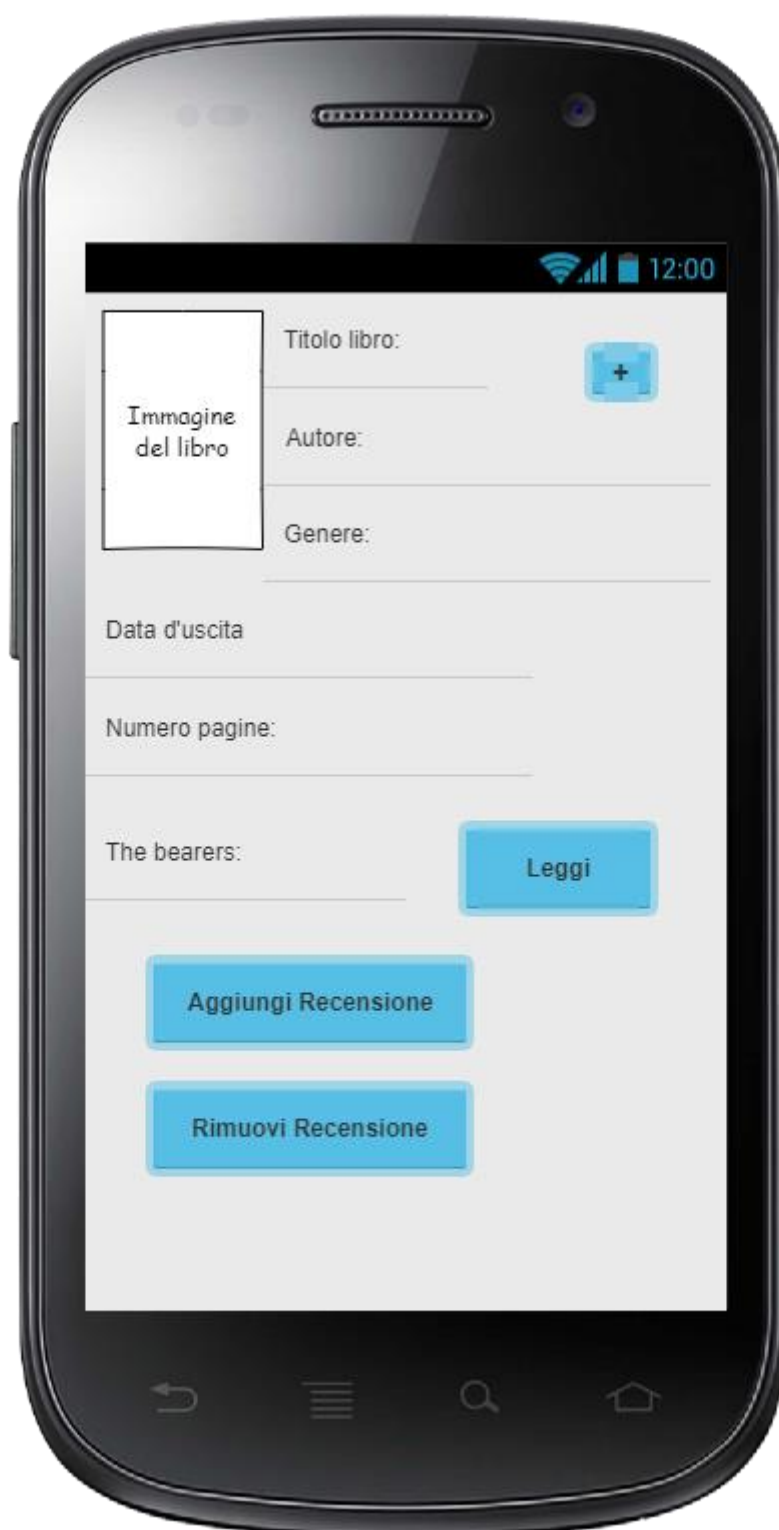 12:00
Titolo libro:
+
Immagine
del libro
Autore:
Genere:
Data d'uscita
Numero pagine:
The bearers:
Leggi
Aggiungi Recensione
Rimuovi Recensione